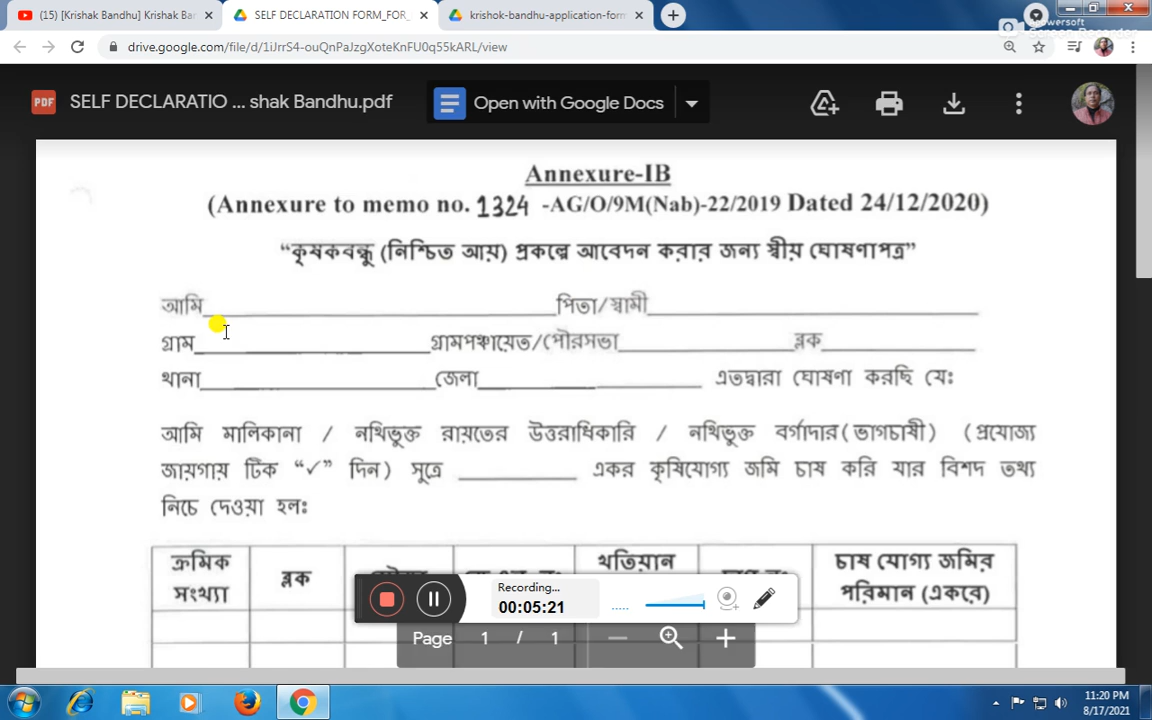 (15) [Krishak Bandhu] Krishak Ba
SELF DECLARATION FORM_FOR_
krishok-bandhu-application-form
Apowersoft
Screen Recorder
drive.google.com/file/d/1iJrrS4-ouQnPaJzgXoteKnFU0q55kARL/view
PDF
SELF DECLARATIO ... shak Bandhu.pdf
Open with Google Docs
Annexure-IB
(Annexure to memo no. 1324 -AG/O/9M(Nab)-22/2019 Dated 24/12/2020)
“কৃষকবন্ধু (নিশ্চিত আয়) প্রকল্পে আবেদন করার জন্য স্বীয় ঘোষণাপত্র”
আমি পিতা/স্বামী
গ্রাম গ্রামপঞ্চায়েত/পৌরসভা ব্লক
থানা জেলা এতদ্বারা ঘোষণা করছি যেঃ
আমি মালিকানা / নথিভুক্ত রায়তের উত্তরাধিকারি / নথিভুক্ত বর্গাদার(ভাগচাষী) (প্রযোজ্য
জায়গায় টিক “✓” দিন) সুত্রে একর কৃষিযোগ্য জমি চাষ করি যার বিশদ তথ্য
নিচে দেওয়া হলঃ
ক্রমিক
সংখ্যা
ব্লক
খতিয়ান
চাষ যোগ্য জমির
পরিমান (একরে)
Recording...
00:05:21
Page 1 / 1
11:20 PM
8/17/2021